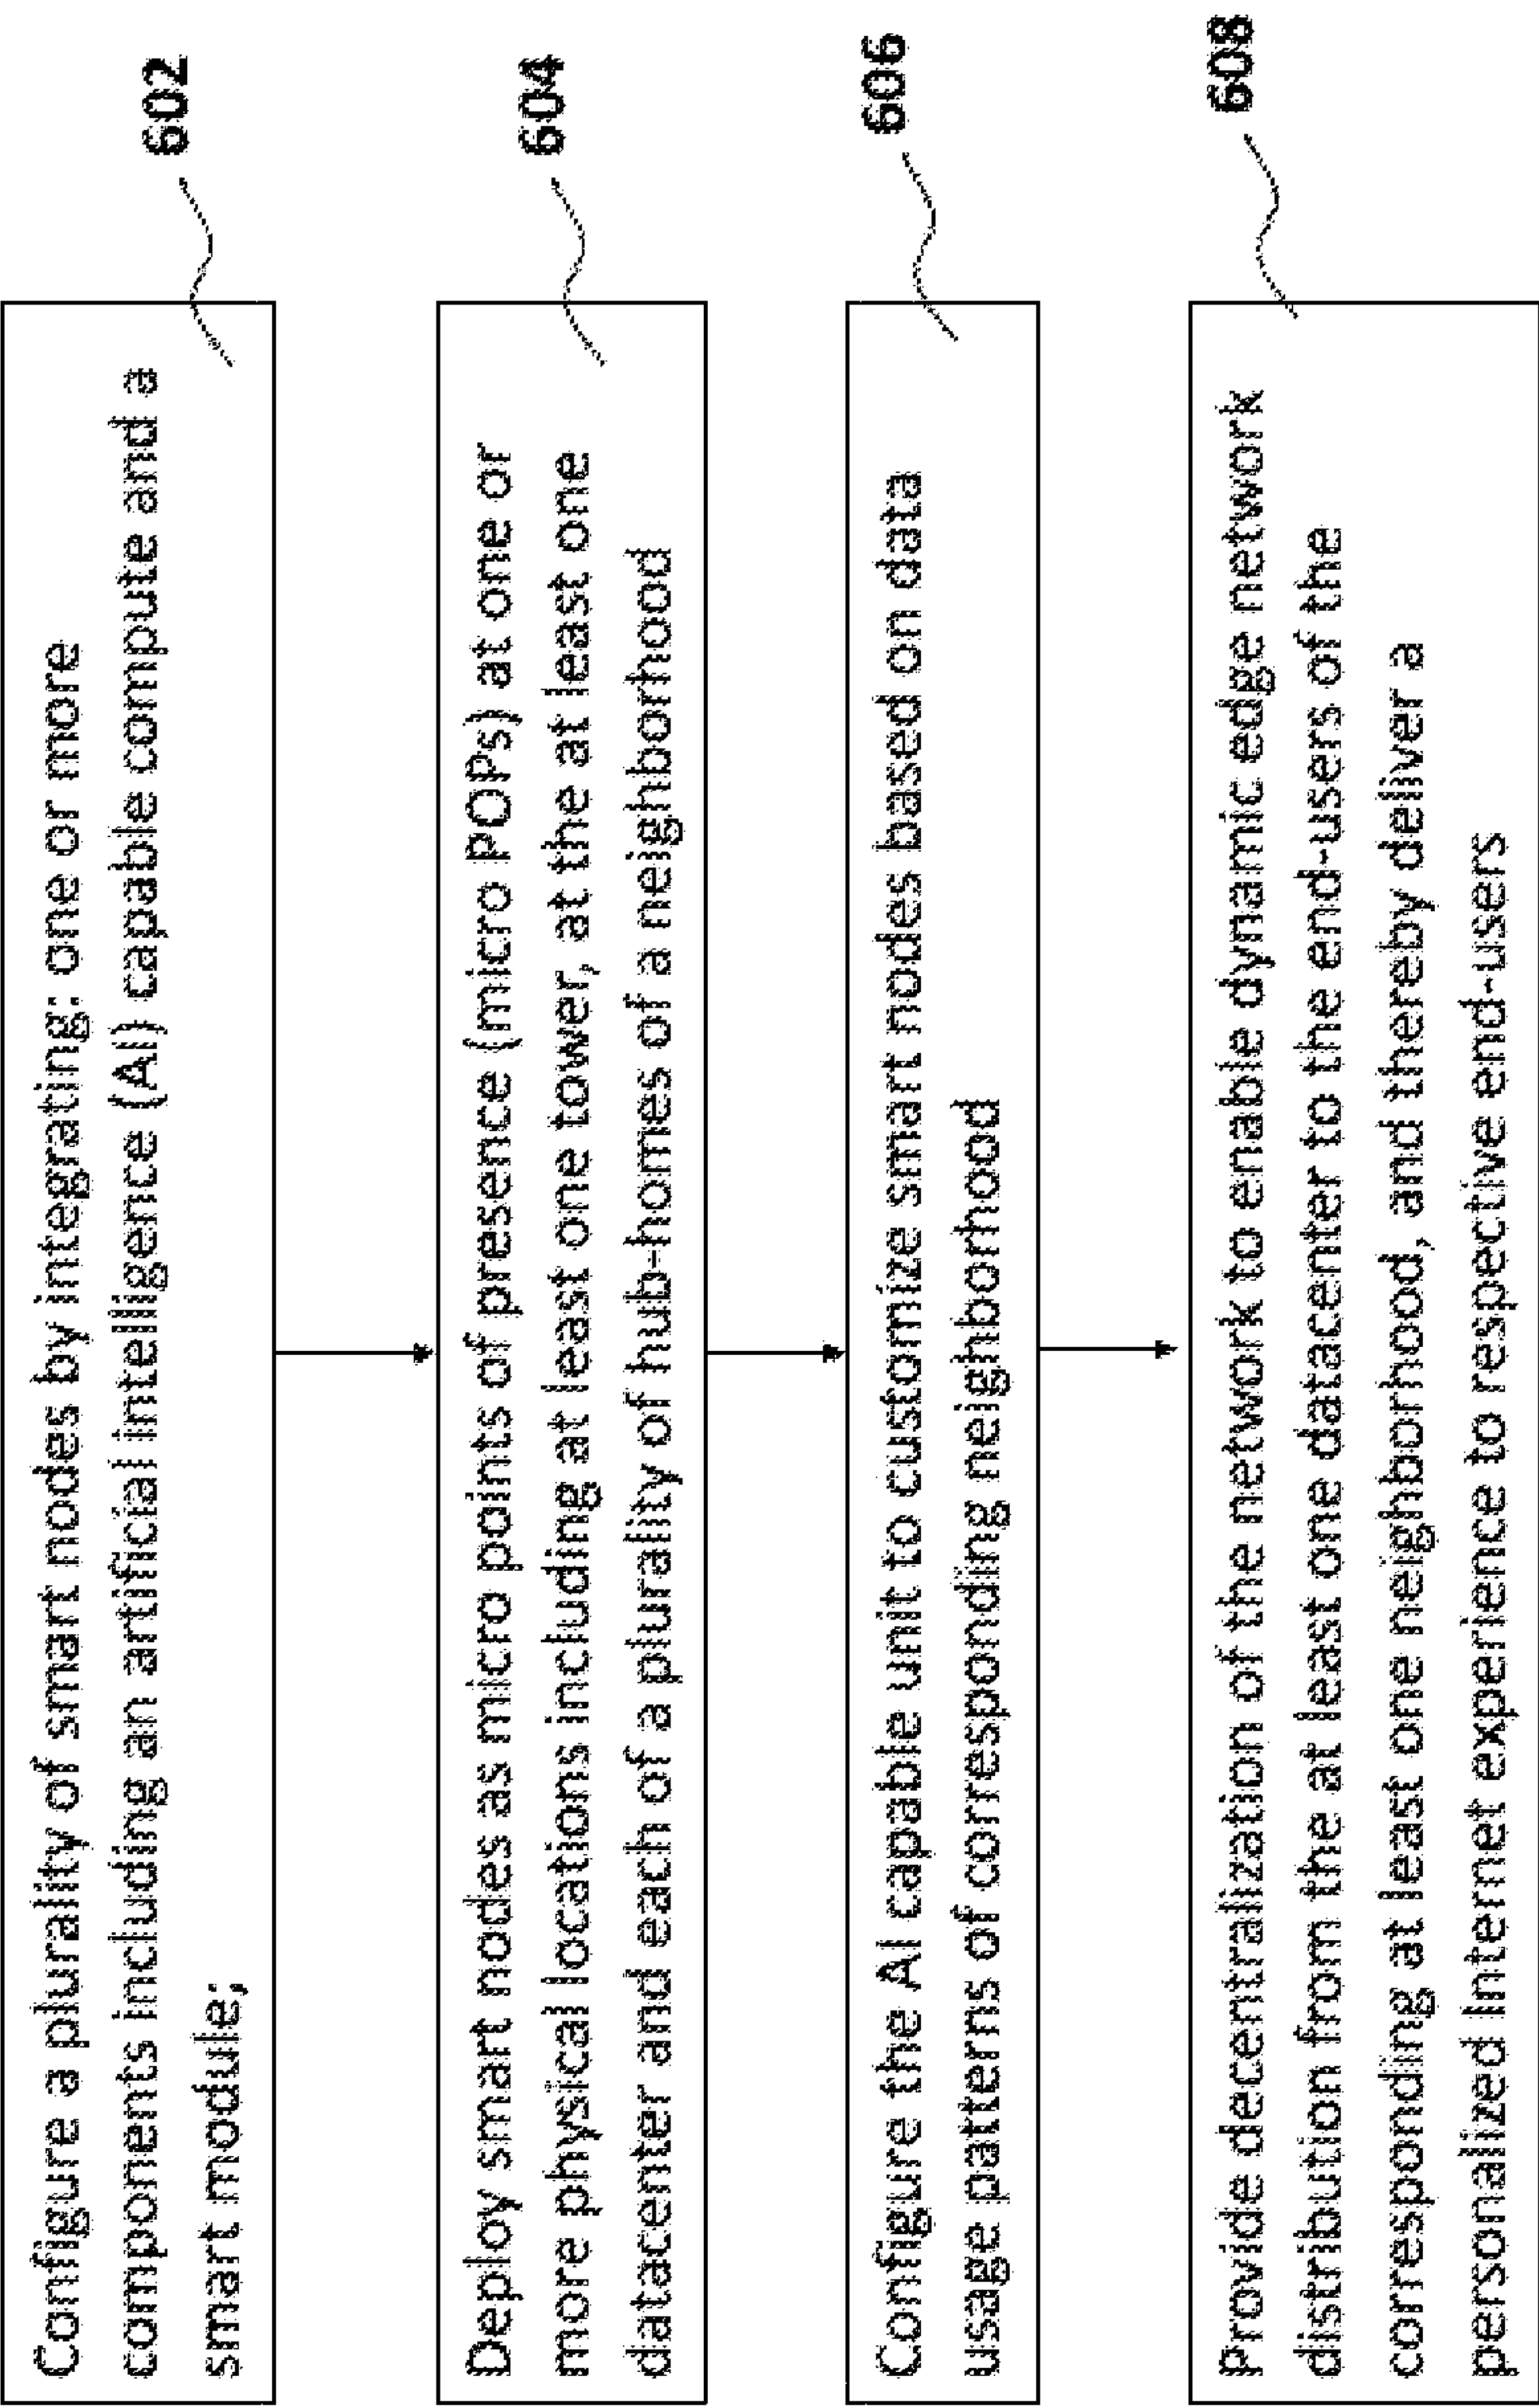 Configure a plurality of smart nodes by integrating: one or more
components including an artificial intelligence (AI) capable compute and a
smart module;
602
Deploy smart nodes as micro points of presence (micro POPs) at one or
more physical locations including at least one tower, at the at least one
datacenter and each of a plurality of hub-homes of a neighborhood
604
Configure the AI capable unit to customize smart nodes based on data
usage patterns of corresponding neighborhood
606
Provide decentralization of the network to enable dynamic edge network
distribution from the at least one datacenter to the end-users of the
corresponding at least one neighborhood, and thereby deliver a
personalized Internet experience to respective end-users
608